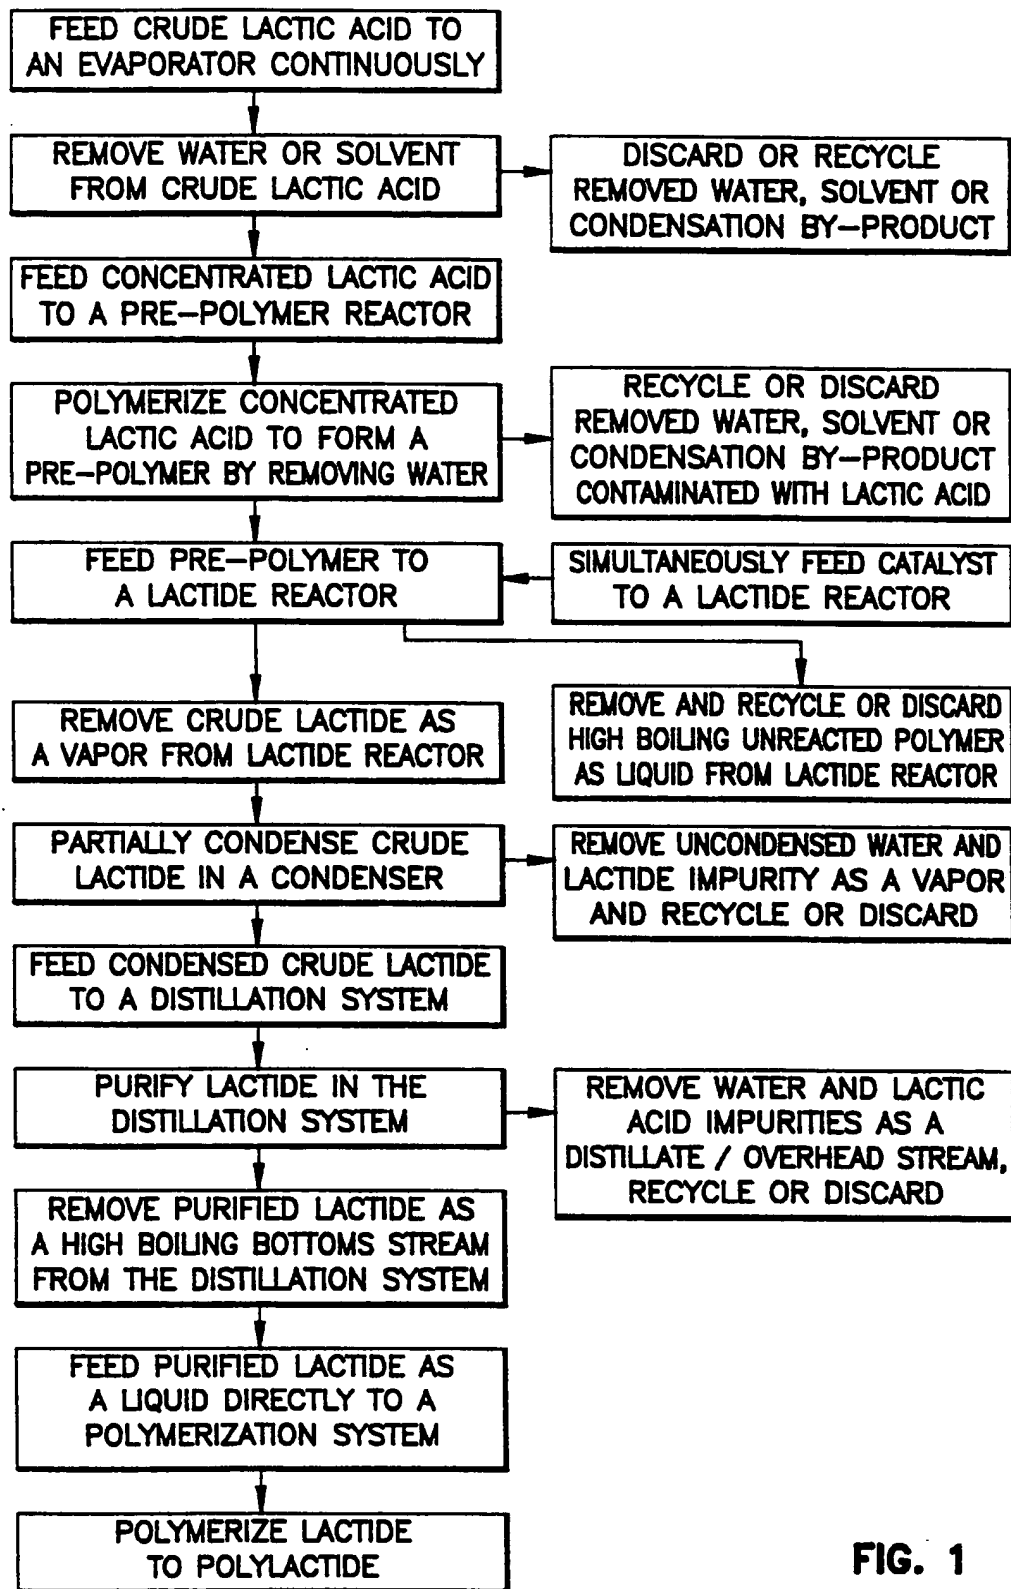 FEED CRUDE LACTIC ACID TO
AN EVAPORATOR CONTINUOUSLY
REMOVE WATER OR SOLVENT
FROM CRUDE LACTIC ACID
DISCARD OR RECYCLE
REMOVED WATER, SOLVENT OR
CONDENSATION BY-PRODUCT
FEED CONCENTRATED LACTIC ACID
TO A PRE-POLYMER REACTOR
POLYMERIZE CONCENTRATED
LACTIC ACID TO FORM A
PRE-POLYMER BY REMOVING WATER
RECYCLE OR DISCARD
REMOVED WATER, SOLVENT OR
CONDENSATION BY-PRODUCT
CONTAMINATED WITH LACTIC ACID
FEED PRE-POLYMER TO
A LACTIDE REACTOR
SIMULTANEOUSLY FEED CATALYST
TO A LACTIDE REACTOR
REMOVE CRUDE LACTIDE AS
A VAPOR FROM LACTIDE REACTOR
REMOVE AND RECYCLE OR DISCARD
HIGH BOILING UNREACTED POLYMER
AS LIQUID FROM LACTIDE REACTOR
PARTIALLY CONDENSE CRUDE
LACTIDE IN A CONDENSER
REMOVE UNCONDENSED WATER AND
LACTIDE IMPURITY AS A VAPOR
AND RECYCLE OR DISCARD
FEED CONDENSED CRUDE LACTIDE
TO A DISTILLATION SYSTEM
PURIFY LACTIDE IN THE
DISTILLATION SYSTEM
REMOVE WATER AND LACTIC
ACID IMPURITIES AS A
DISTILLATE / OVERHEAD STREAM,
RECYCLE OR DISCARD
REMOVE PURIFIED LACTIDE AS
A HIGH BOILING BOTTOMS STREAM
FROM THE DISTILLATION SYSTEM
FEED PURIFIED LACTIDE AS
A LIQUID DIRECTLY TO A
POLYMERIZATION SYSTEM
POLYMERIZE LACTIDE
TO POLYLACTIDE
FIG. 1